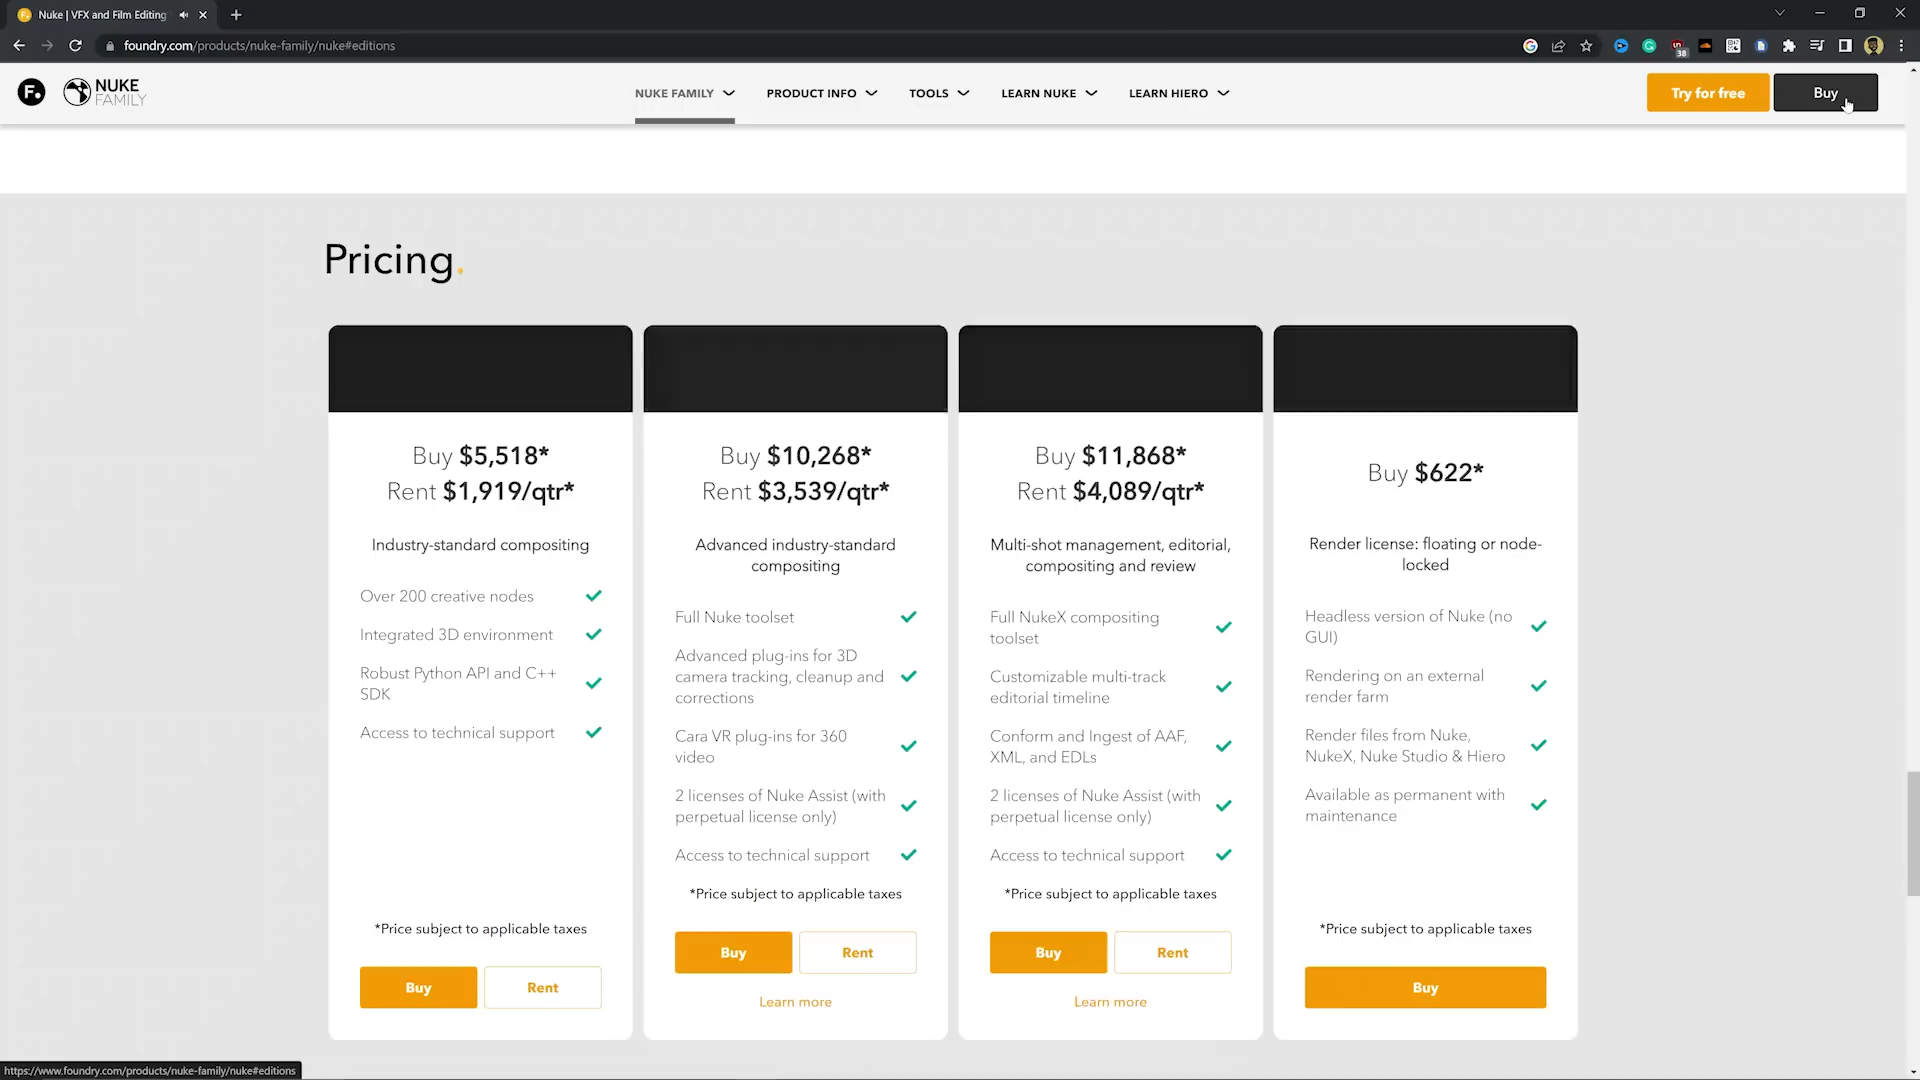 Nuke | VFX and Film Editing
foundry.com/products/nuke-family/nuke#editions
38
F.
NUKE
FAMILY
NUKE FAMILY
PRODUCT INFO
TOOLS
LEARN NUKE
LEARN HIERO
Try for free
Buy
Pricing.
Buy $5,518*
Rent $1,919/qtr*
Industry-standard compositing
Over 200 creative nodes
Integrated 3D environment
Robust Python API and C++
SDK
Access to technical support
*Price subject to applicable taxes
Buy
Rent
Buy $10,268*
Rent $3,539/qtr*
Advanced industry-standard
compositing
Full Nuke toolset
Advanced plug-ins for 3D
camera tracking, cleanup and
corrections
Cara VR plug-ins for 360
video
2 licenses of Nuke Assist (with
perpetual license only)
Access to technical support
*Price subject to applicable taxes
Buy
Rent
Learn more
Buy $11,868*
Rent $4,089/qtr*
Multi-shot management, editorial,
compositing and review
Full NukeX compositing
toolset
Customizable multi-track
editorial timeline
Conform and Ingest of AAF,
XML, and EDLs
2 licenses of Nuke Assist (with
perpetual license only)
Access to technical support
*Price subject to applicable taxes
Buy
Rent
Learn more
Buy $622*
Render license: floating or node-
locked
Headless version of Nuke (no
GUI)
Rendering on an external
render farm
Render files from Nuke,
NukeX, Nuke Studio & Hiero
Available as permanent with
maintenance
*Price subject to applicable taxes
Buy
https://www.foundry.com/products/nuke-family/nuke#editions